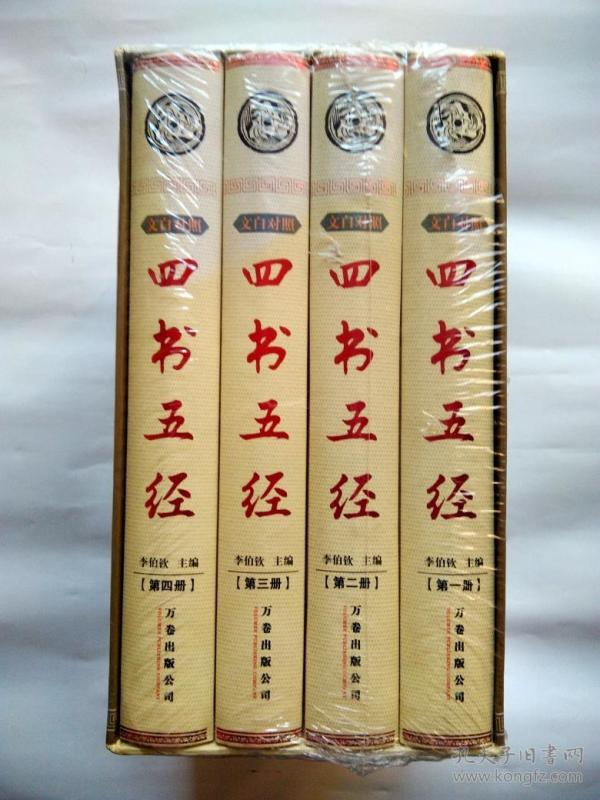 文白对照
四书五经
李伯钦 主编
【第四册】
万卷出版公司
文白对照
四书五经
李伯钦 主编
【第三册】
万卷出版公司
文白对照
四书五经
李伯钦 主编
【第二册】
万卷出版公司
文白对照
四书五经
李伯钦 主编
【第一册】
万卷出版公司
孔夫子旧书网
www.kongfz.com